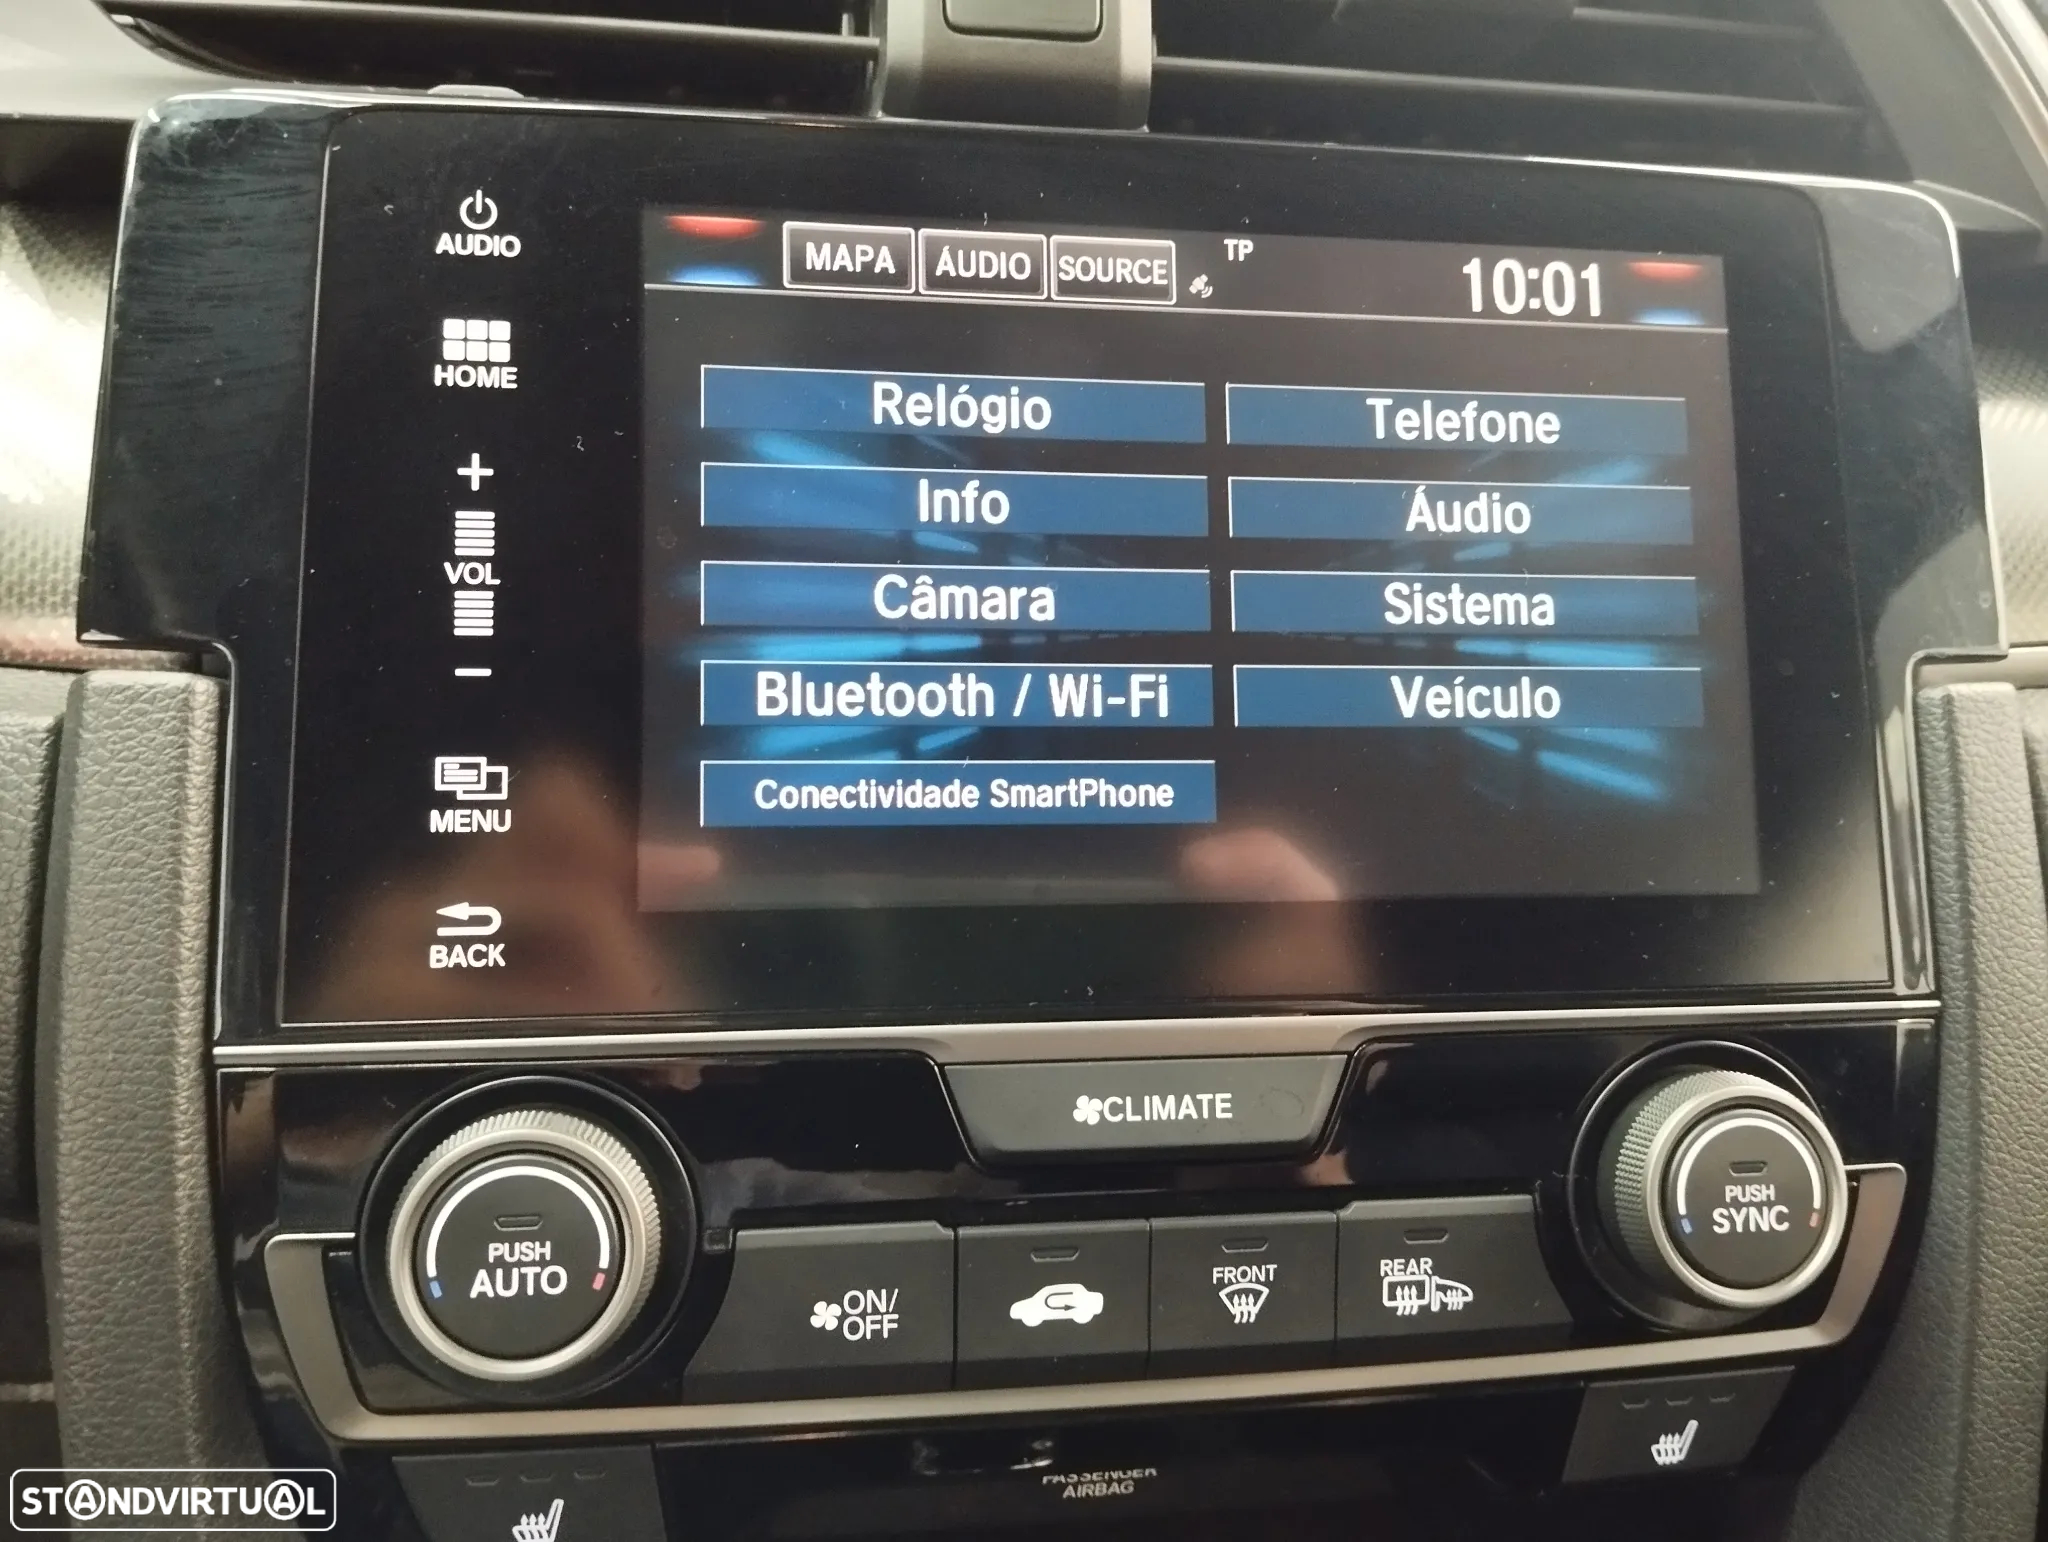 AUDIO
HOME
VOL
MENU
BACK
MAPA ÁUDIO SOURCE TP 10:01
Relógio Telefone
Info Áudio
Câmara Sistema
Bluetooth / Wi-Fi Veículo
Conectividade SmartPhone
CLIMATE
PUSH
AUTO
ON/
OFF
FRONT
REAR
PUSH
SYNC
PASSENGER
AIRBAG
STANDVIRTUAL